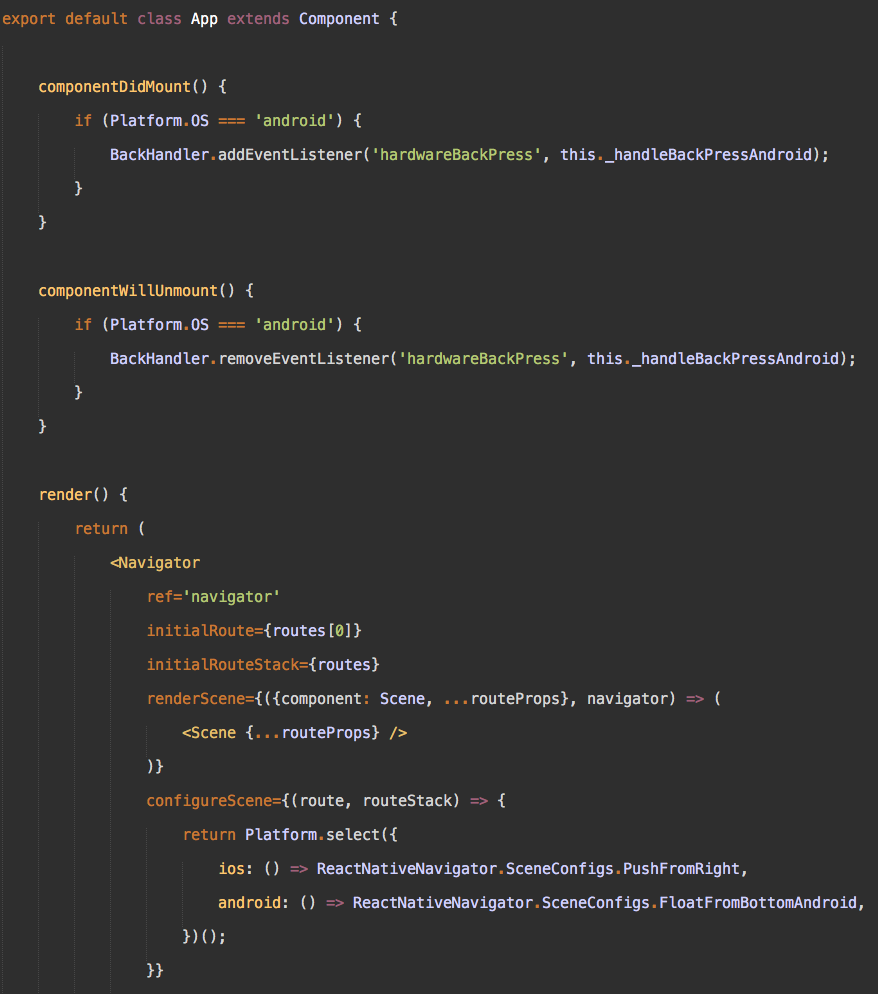 export default class App extends Component {
componentDidMount() {
if (Platform.OS === 'android') {
BackHandler.addEventListener('hardwareBackPress', this._handleBackPressAndroid);
}
}
componentWillUnmount() {
if (Platform.OS === 'android') {
BackHandler.removeEventListener('hardwareBackPress', this._handleBackPressAndroid);
}
}
render() {
return (
<Navigator
ref='navigator'
initialRoute={routes[0]}
initialRouteStack={routes}
renderScene={({component: Scene, ...routeProps}, navigator) => (
<Scene {...routeProps} />
)}
configureScene={(route, routeStack) => {
return Platform.select({
ios: () => ReactNativeNavigator.SceneConfigs.PushFromRight,
android: () => ReactNativeNavigator.SceneConfigs.FloatFromBottomAndroid,
})();
}}